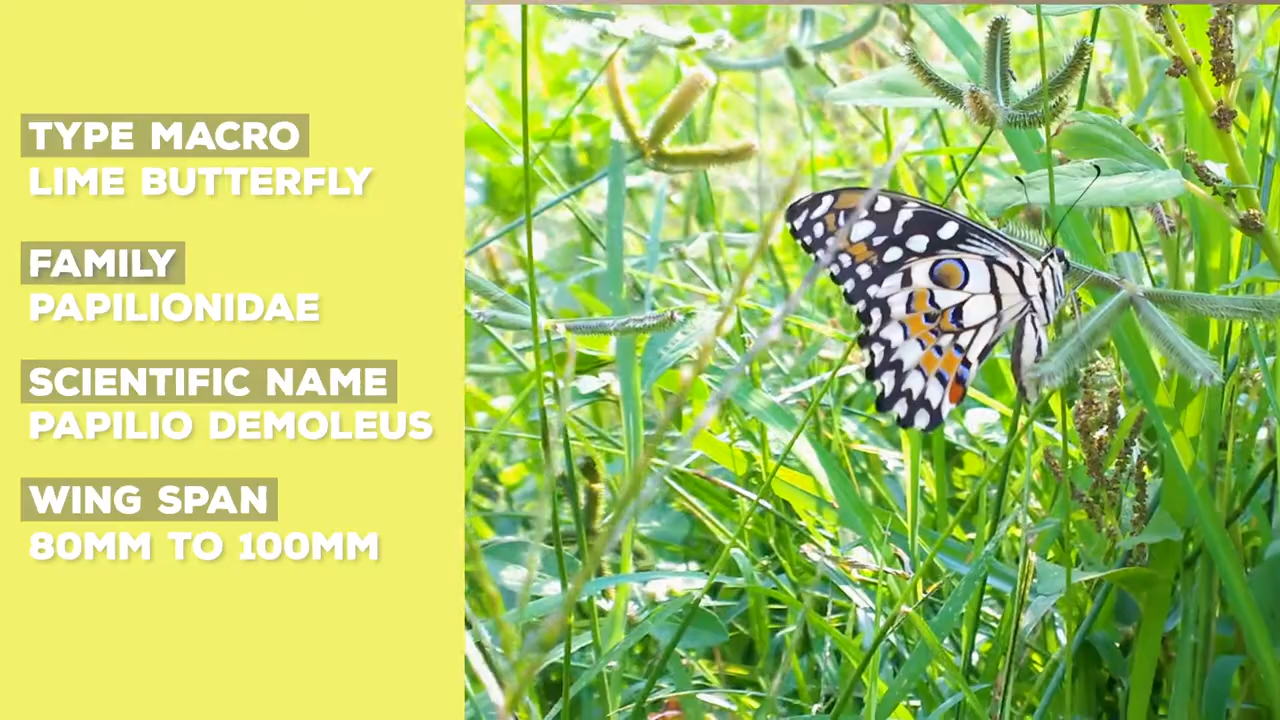 TYPE MACRO
LIME BUTTERFLY
FAMILY
PAPILIONIDAE
SCIENTIFIC NAME
PAPILIO DEMOLEUS
WING SPAN
80MM TO 100MM